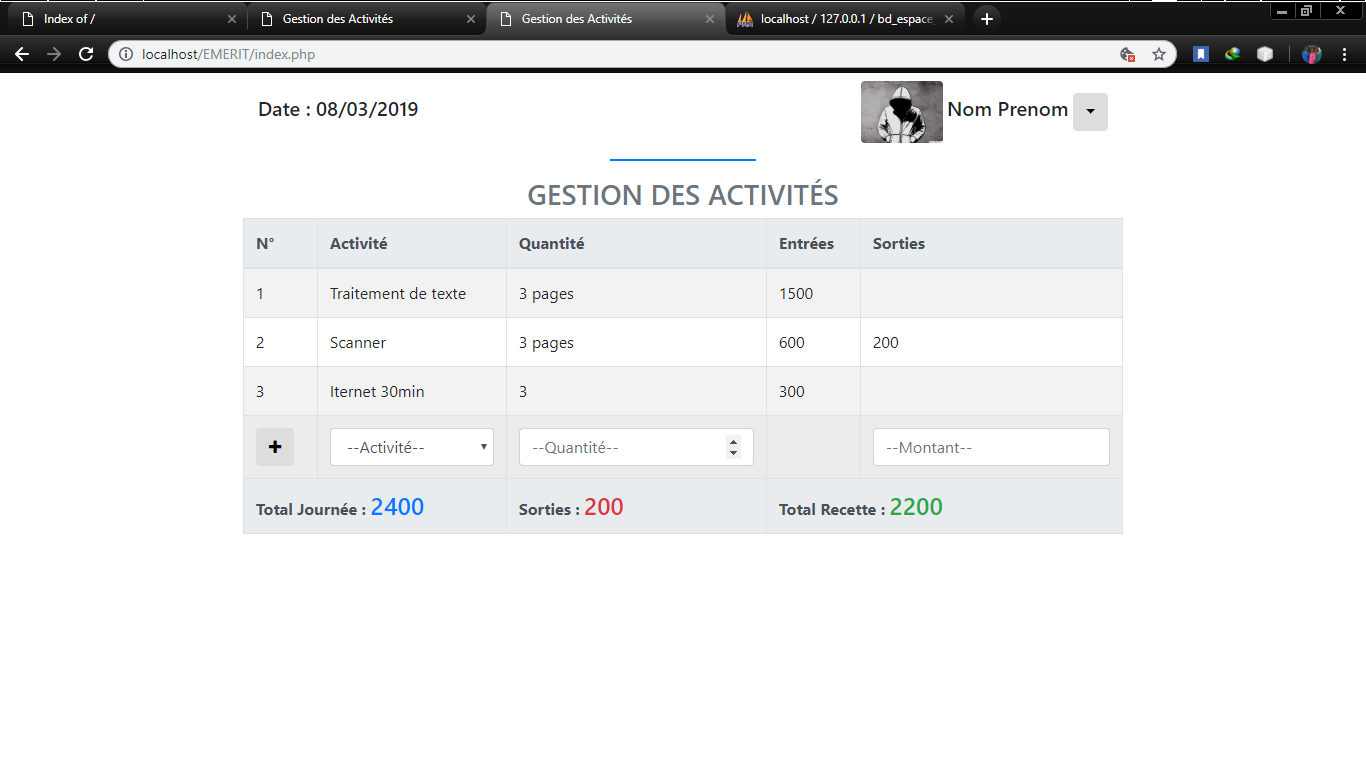 Index of /
Gestion des Activités
Gestion des Activités
localhost / 127.0.0.1 / bd_espace_
localhost/EMERIT/index.php
Date : 08/03/2019
Nom Prenom
GESTION DES ACTIVITÉS
N° Activité Quantité Entrées Sorties
1 Traitement de texte 3 pages 1500
2 Scanner 3 pages 600 200
3 Iternet 30min 3 300
--Activité-- --Quantité-- --Montant--
Total Journée : 2400 Sorties : 200 Total Recette : 2200